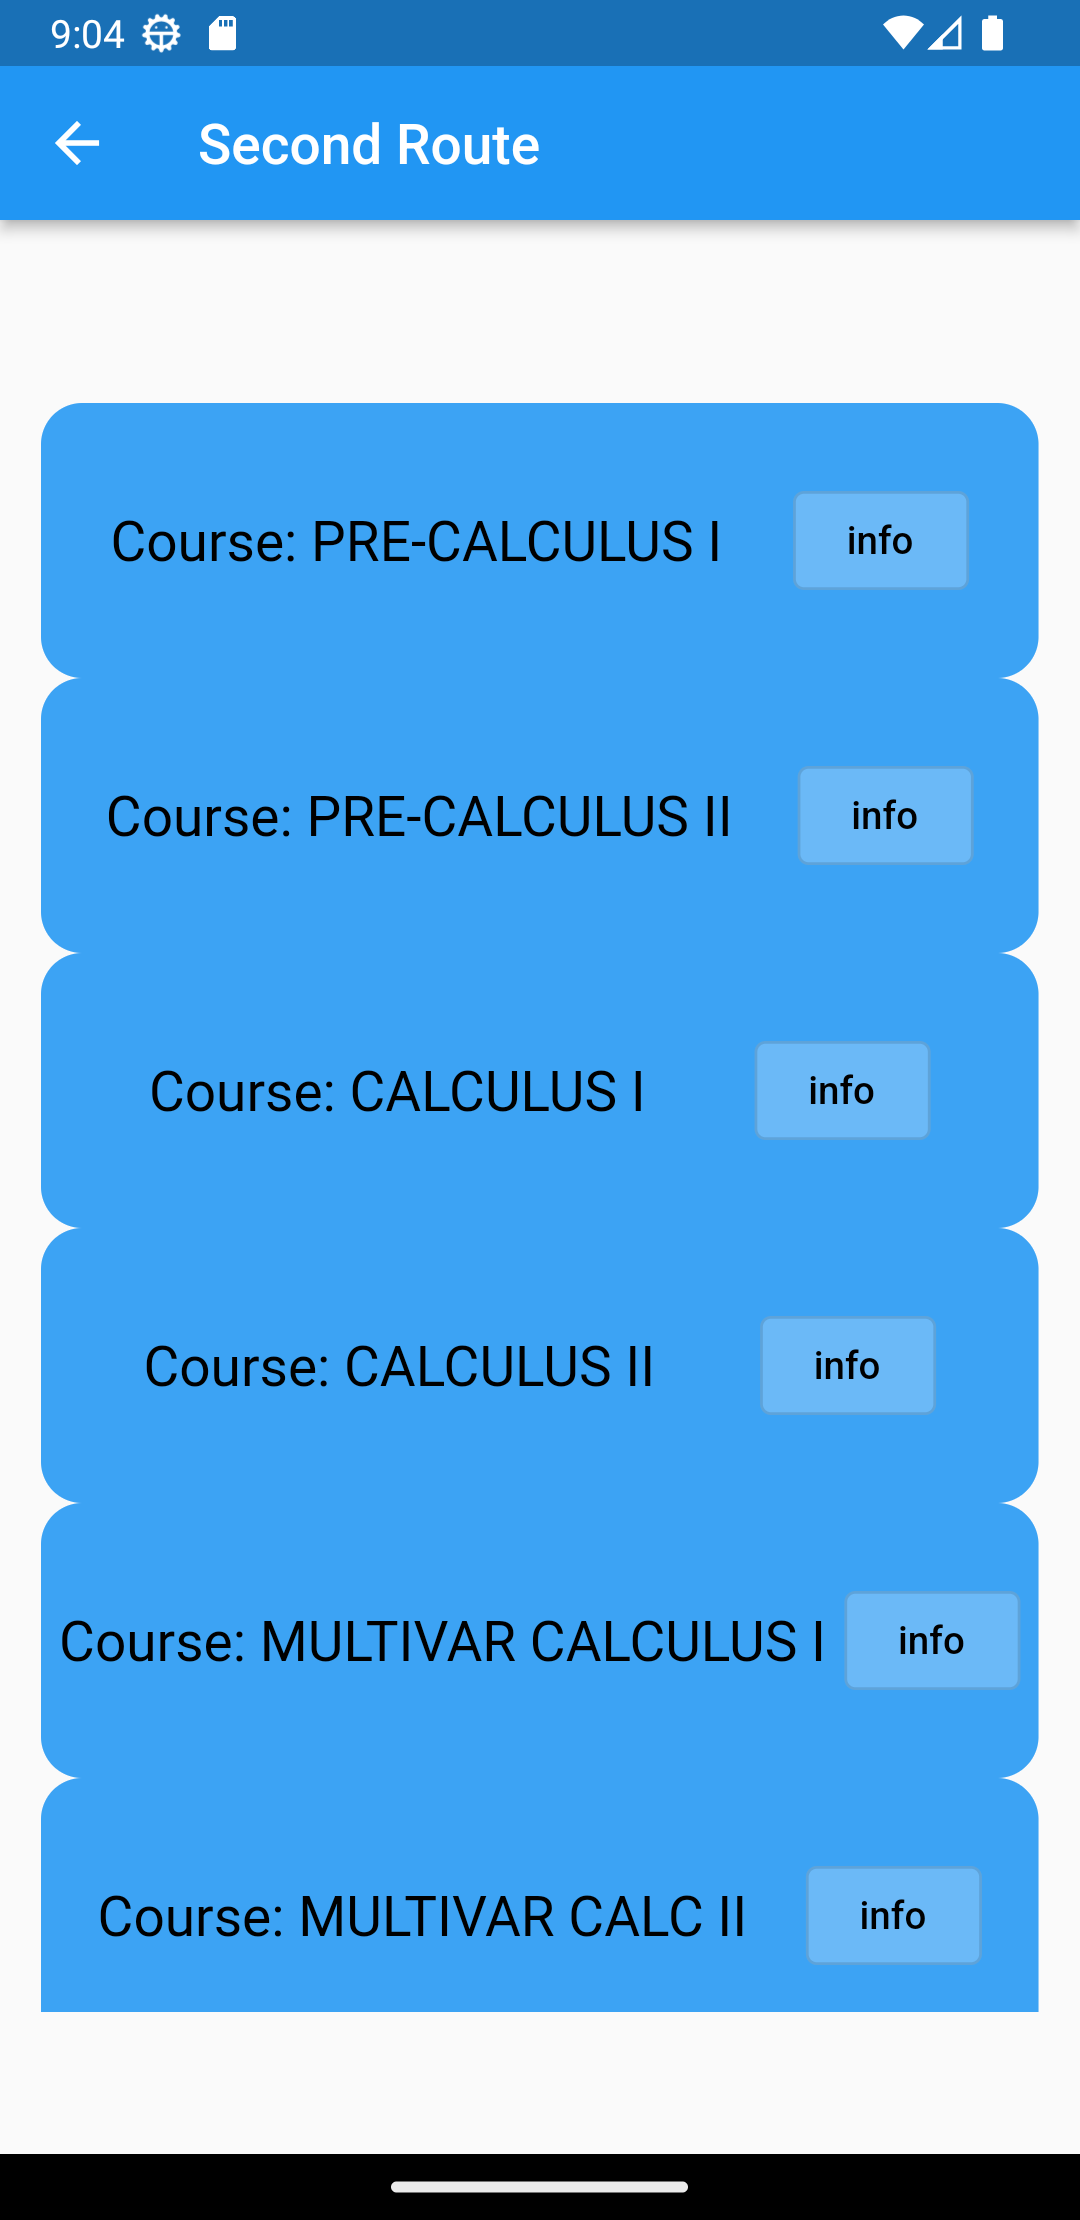 9:04
Second Route
Course: PRE-CALCULUS I info
Course: PRE-CALCULUS II info
Course: CALCULUS I info
Course: CALCULUS II info
Course: MULTIVAR CALCULUS I info
Course: MULTIVAR CALC II info